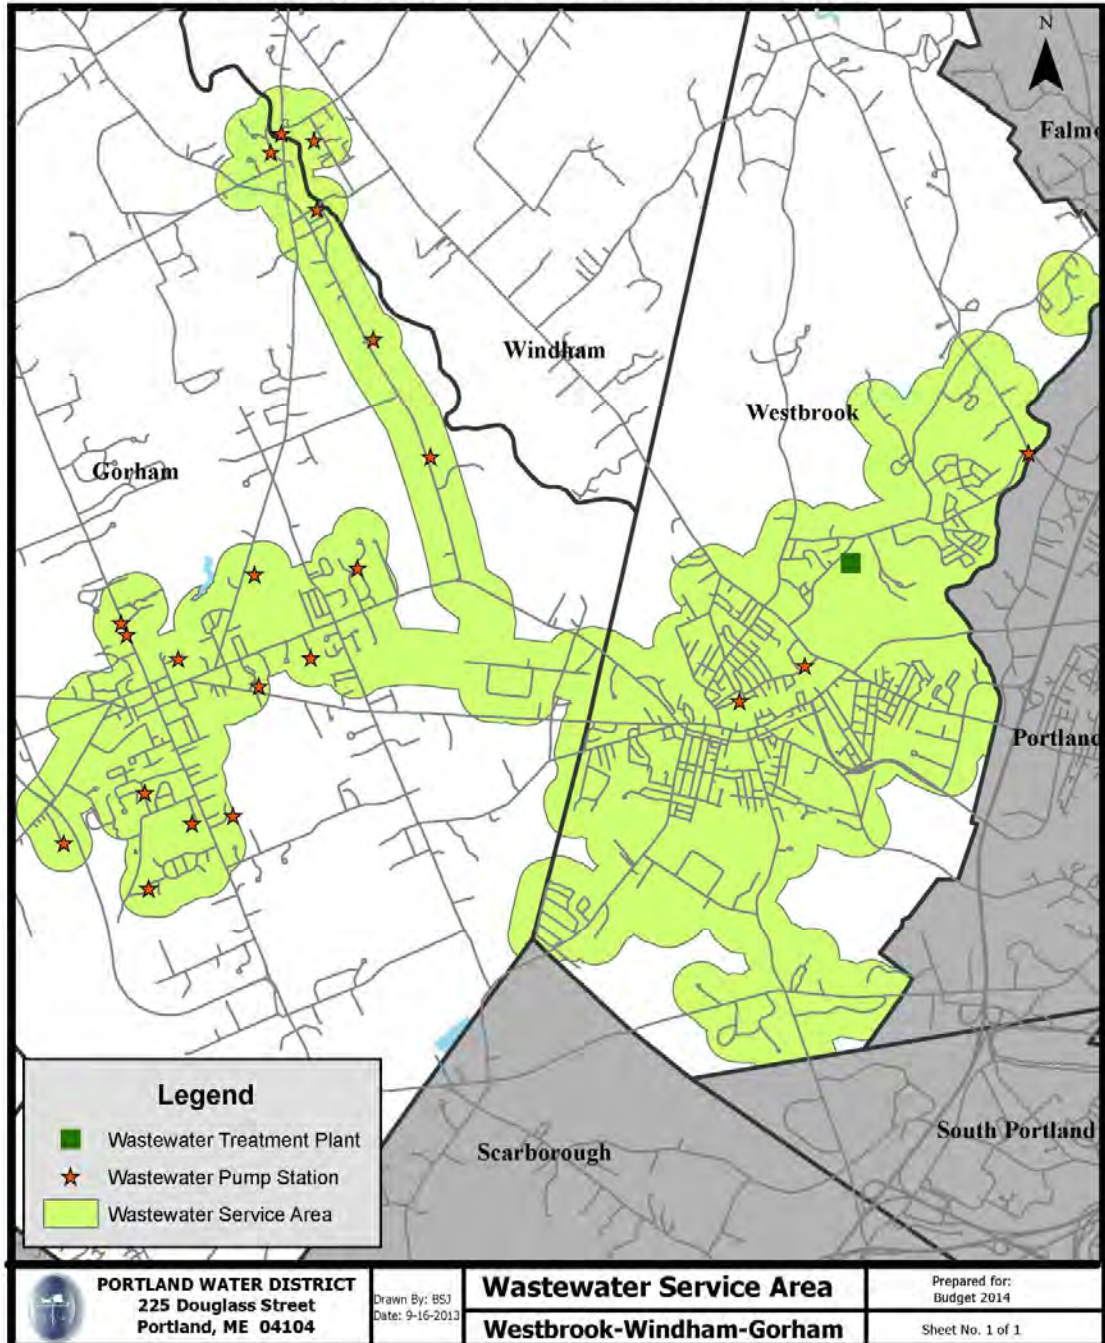 N
Falmo
Windham
Westbrook
Gorham
Portland
South Portland
Scarborough
Legend
Wastewater Treatment Plant
Wastewater Pump Station
Wastewater Service Area
PORTLAND WATER DISTRICT
225 Douglass Street
Portland, ME 04104
Drawn By: BSJ
Date: 9-16-2013
Wastewater Service Area
Westbrook-Windham-Gorham
Prepared for:
Budget 2014
Sheet No. 1 of 1